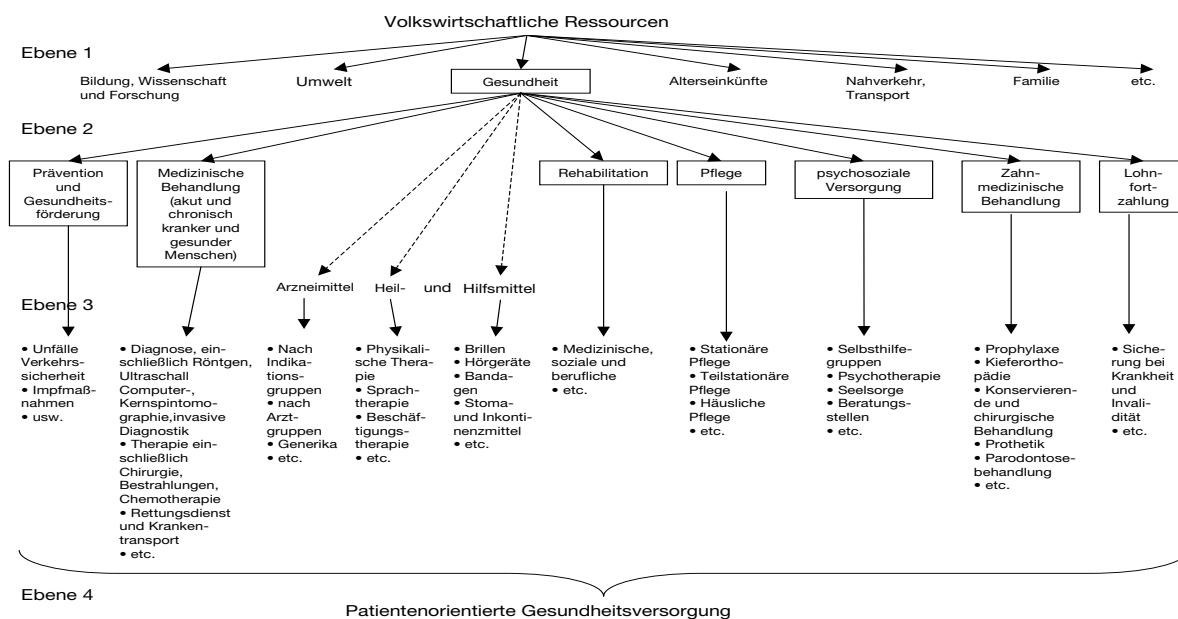 Volkswirtschaftliche Ressourcen
Ebene 1
Bildung, Wissenschaft
und Forschung
Umwelt
Gesundheit
Alterseinkünfte
Nahverkehr,
Transport
Familie
etc.
Ebene 2
Prävention
und
Gesundheits-
förderung
Medizinische
Behandlung
(akut und
chronisch
kranker und
gesunder
Menschen)
Rehabilitation
Pflege
psychosoziale
Versorgung
Zahn-
medizinische
Behandlung
Lohn-
fort-
zahlung
Arzneimittel
Heil- und Hilfsmittel
Ebene 3
• Unfälle
Verkehrs-
sicherheit
• Impfmaß-
nahmen
• usw.
• Diagnose, ein-
schließlich Röntgen,
Ultraschall
Computer-,
Kernspintomo-
graphie,invasive
Diagnostik
• Therapie ein-
schließlich
Chirurgie,
Bestrahlungen,
Chemotherapie
• Rettungsdienst
und Kranken-
transport
• etc.
• Nach
Indika-
tionsgruppen
• nach
Arzt-
gruppen
• Generika
• etc.
• Physikali-
sche Thera-
pie
• Sprach-
therapie
• Beschäf-
tigungs-
therapie
• etc.
• Brillen
• Hörgeräte
• Banda-
gen
• Stoma-
und Inkonti-
nenzmittel
• etc.
• Medizinische,
soziale und
berufliche
• etc.
• Stationäre
Pflege
• Teilstationäre
Pflege
• Häusliche
Pflege
• etc.
• Selbsthilfe-
gruppen
• Psychotherapie
• Seelsorge
• Beratungs-
stellen
• etc.
• Prophylaxe
• Kieferortho-
pädie
• Konservieren-
de und
chirurgische
Behandlung
• Prothetik
• Parodontose-
behandlung
• etc.
• Siche-
rung bei
Krankheit
und
Invali-
dität
• etc.
Ebene 4
Patientenorientierte Gesundheitsversorgung